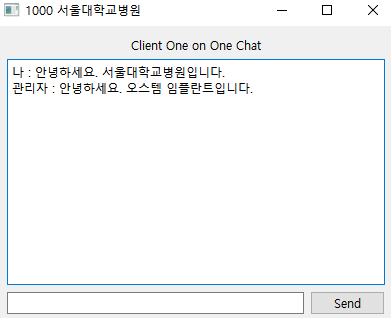 1000 서울대학교병원
Client One on One Chat
나 : 안녕하세요. 서울대학교병원입니다.
관리자 : 안녕하세요. 오스템 임플란트입니다.
Send